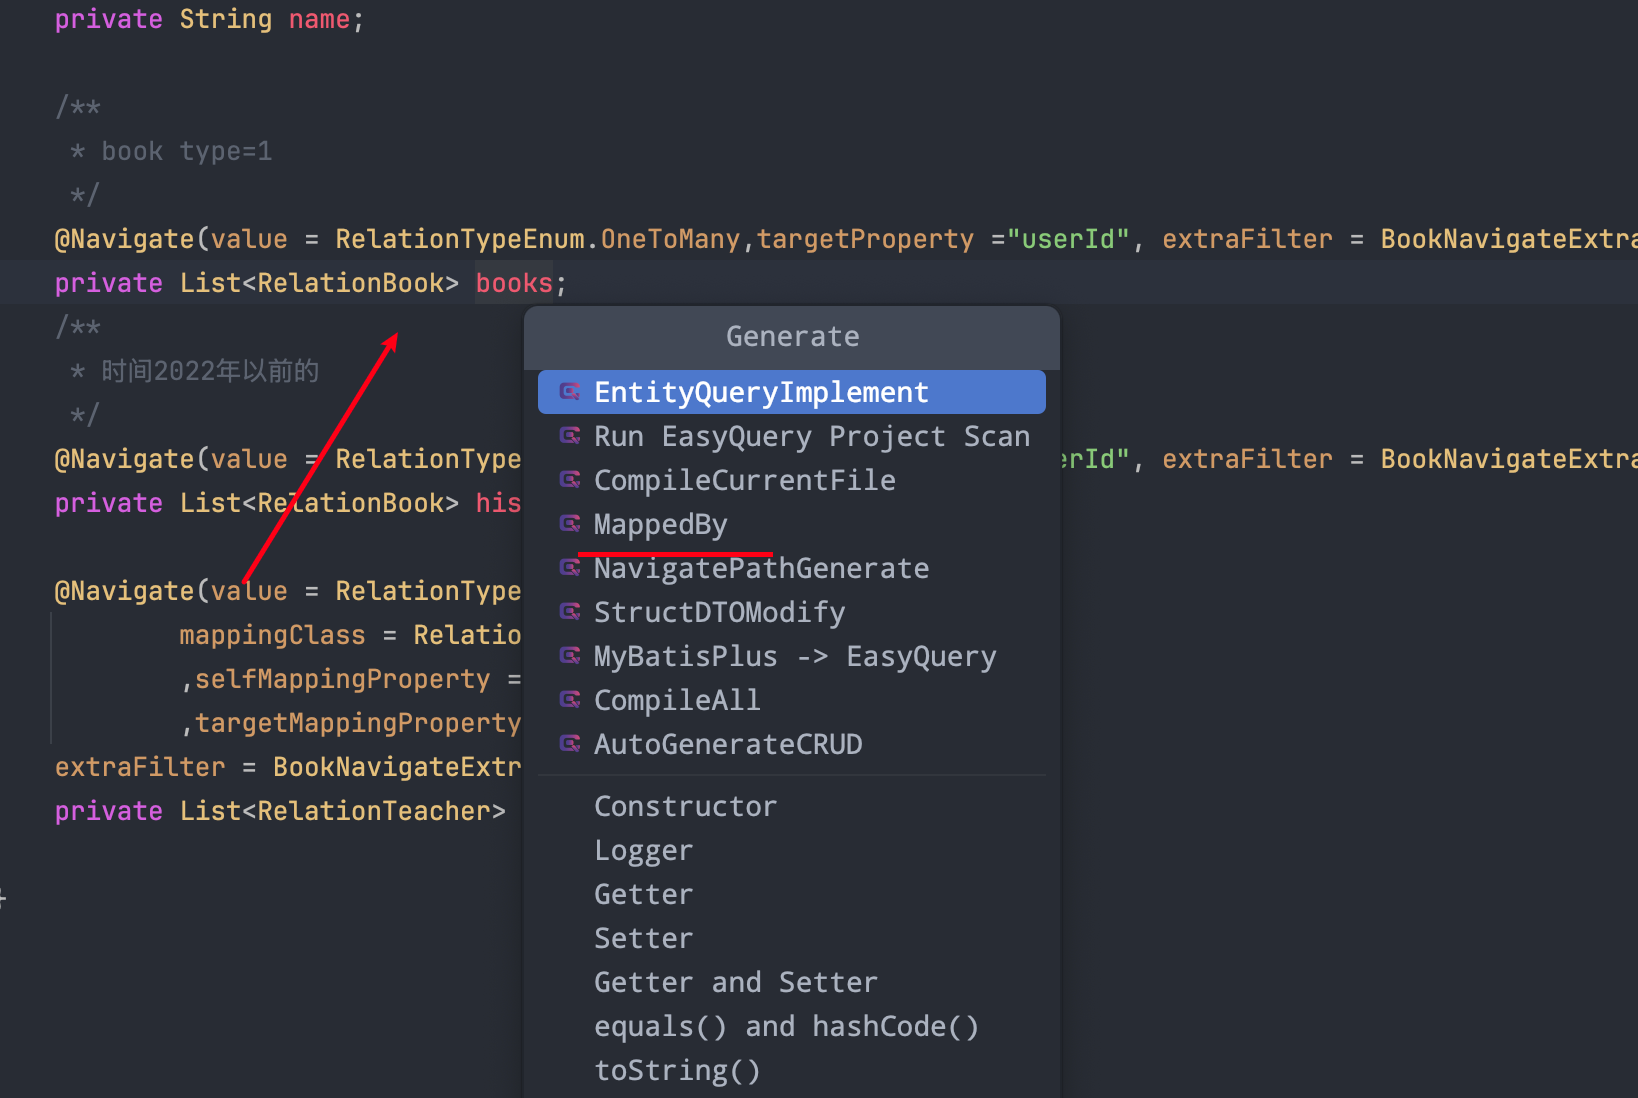 private String name;
/**
* book type=1
*/
@Navigate(value = RelationTypeEnum.OneToMany,targetProperty ="userId", extraFilter = BookNavigateExtra
private List<RelationBook> books;
/**
* 时间2022年以前的
*/
@Navigate(value = RelationType erId", extraFilter = BookNavigateExtra
private List<RelationBook> his
@Navigate(value = RelationType
mappingClass = Relatio
,selfMappingProperty =
,targetMappingProperty
extraFilter = BookNavigateExtr
private List<RelationTeacher>
Generate
EntityQueryImplement
Run EasyQuery Project Scan
CompileCurrentFile
MappedBy
NavigatePathGenerate
StructDTOModify
MyBatisPlus -> EasyQuery
CompileAll
AutoGenerateCRUD
Constructor
Logger
Getter
Setter
Getter and Setter
equals() and hashCode()
toString()